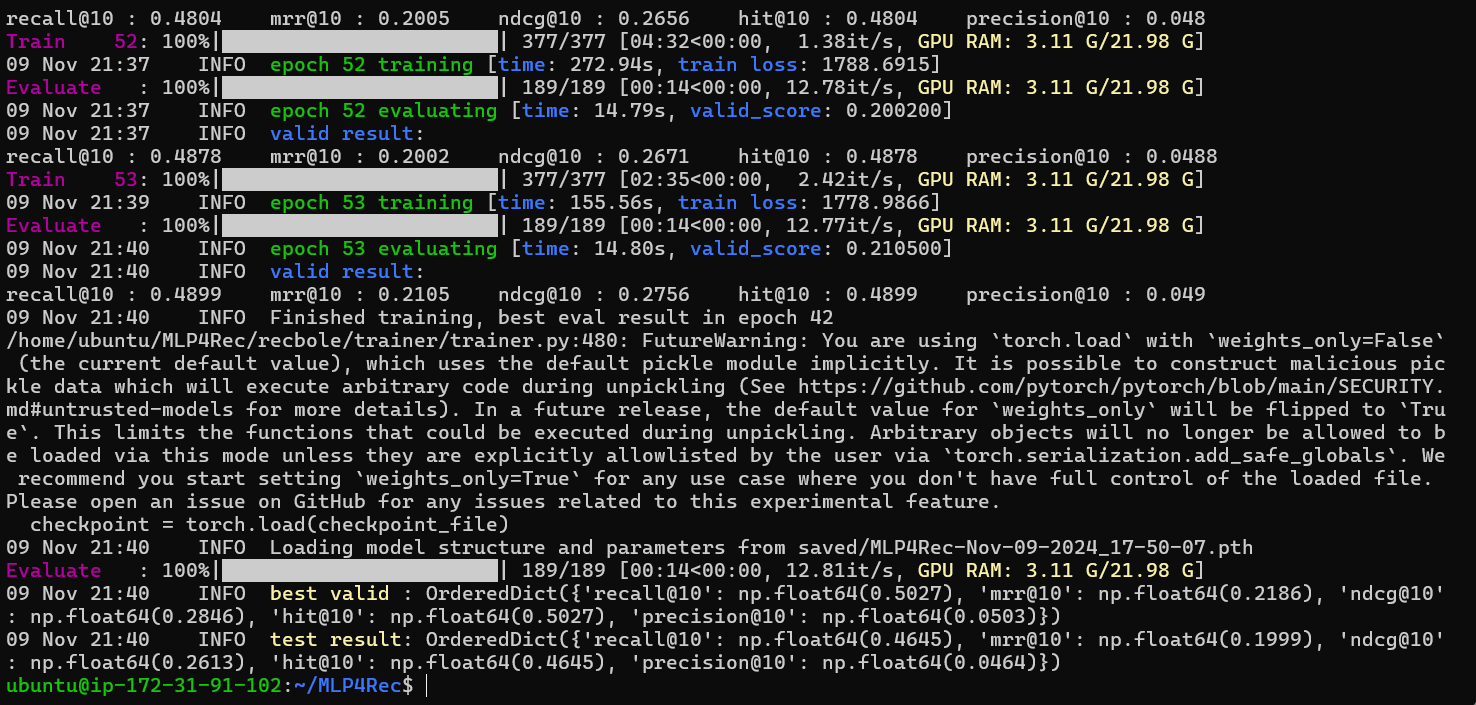 recall@10 : 0.4804    mrr@10 : 0.2005    ndcg@10 : 0.2656    hit@10 : 0.4804    precision@10 : 0.048
Train    52: 100%|                       | 377/377 [04:32<00:00,  1.38it/s, GPU RAM: 3.11 G/21.98 G]
09 Nov 21:37    INFO  epoch 52 training [time: 272.94s, train loss: 1788.6915]
Evaluate   : 100%|                       | 189/189 [00:14<00:00, 12.78it/s, GPU RAM: 3.11 G/21.98 G]
09 Nov 21:37    INFO  epoch 52 evaluating [time: 14.79s, valid_score: 0.200200]
09 Nov 21:37    INFO  valid result:
recall@10 : 0.4878    mrr@10 : 0.2002    ndcg@10 : 0.2671    hit@10 : 0.4878    precision@10 : 0.0488
Train    53: 100%|                       | 377/377 [02:35<00:00,  2.42it/s, GPU RAM: 3.11 G/21.98 G]
09 Nov 21:39    INFO  epoch 53 training [time: 155.56s, train loss: 1778.9866]
Evaluate   : 100%|                       | 189/189 [00:14<00:00, 12.77it/s, GPU RAM: 3.11 G/21.98 G]
09 Nov 21:40    INFO  epoch 53 evaluating [time: 14.80s, valid_score: 0.210500]
09 Nov 21:40    INFO  valid result:
recall@10 : 0.4899    mrr@10 : 0.2105    ndcg@10 : 0.2756    hit@10 : 0.4899    precision@10 : 0.049
09 Nov 21:40    INFO  Finished training, best eval result in epoch 42
/home/ubuntu/MLP4Rec/recbole/trainer/trainer.py:480: FutureWarning: You are using `torch.load` with `weights_only=False`
 (the current default value), which uses the default pickle module implicitly. It is possible to construct malicious pic
kle data which will execute arbitrary code during unpickling (See https://github.com/pytorch/pytorch/blob/main/SECURITY.
md#untrusted-models for more details). In a future release, the default value for `weights_only` will be flipped to `Tru
e`. This limits the functions that could be executed during unpickling. Arbitrary objects will no longer be allowed to b
e loaded via this mode unless they are explicitly allowlisted by the user via `torch.serialization.add_safe_globals`. We
 recommend you start setting `weights_only=True` for any use case where you don't have full control of the loaded file.
Please open an issue on GitHub for any issues related to this experimental feature.
  checkpoint = torch.load(checkpoint_file)
09 Nov 21:40    INFO  Loading model structure and parameters from saved/MLP4Rec-Nov-09-2024_17-50-07.pth
Evaluate   : 100%|                       | 189/189 [00:14<00:00, 12.81it/s, GPU RAM: 3.11 G/21.98 G]
09 Nov 21:40    INFO  best valid : OrderedDict({'recall@10': np.float64(0.5027), 'mrr@10': np.float64(0.2186), 'ndcg@10'
: np.float64(0.2846), 'hit@10': np.float64(0.5027), 'precision@10': np.float64(0.0503)})
09 Nov 21:40    INFO  test result: OrderedDict({'recall@10': np.float64(0.4645), 'mrr@10': np.float64(0.1999), 'ndcg@10'
: np.float64(0.2613), 'hit@10': np.float64(0.4645), 'precision@10': np.float64(0.0464)})
ubuntu@ip-172-31-91-102:~/MLP4Rec$